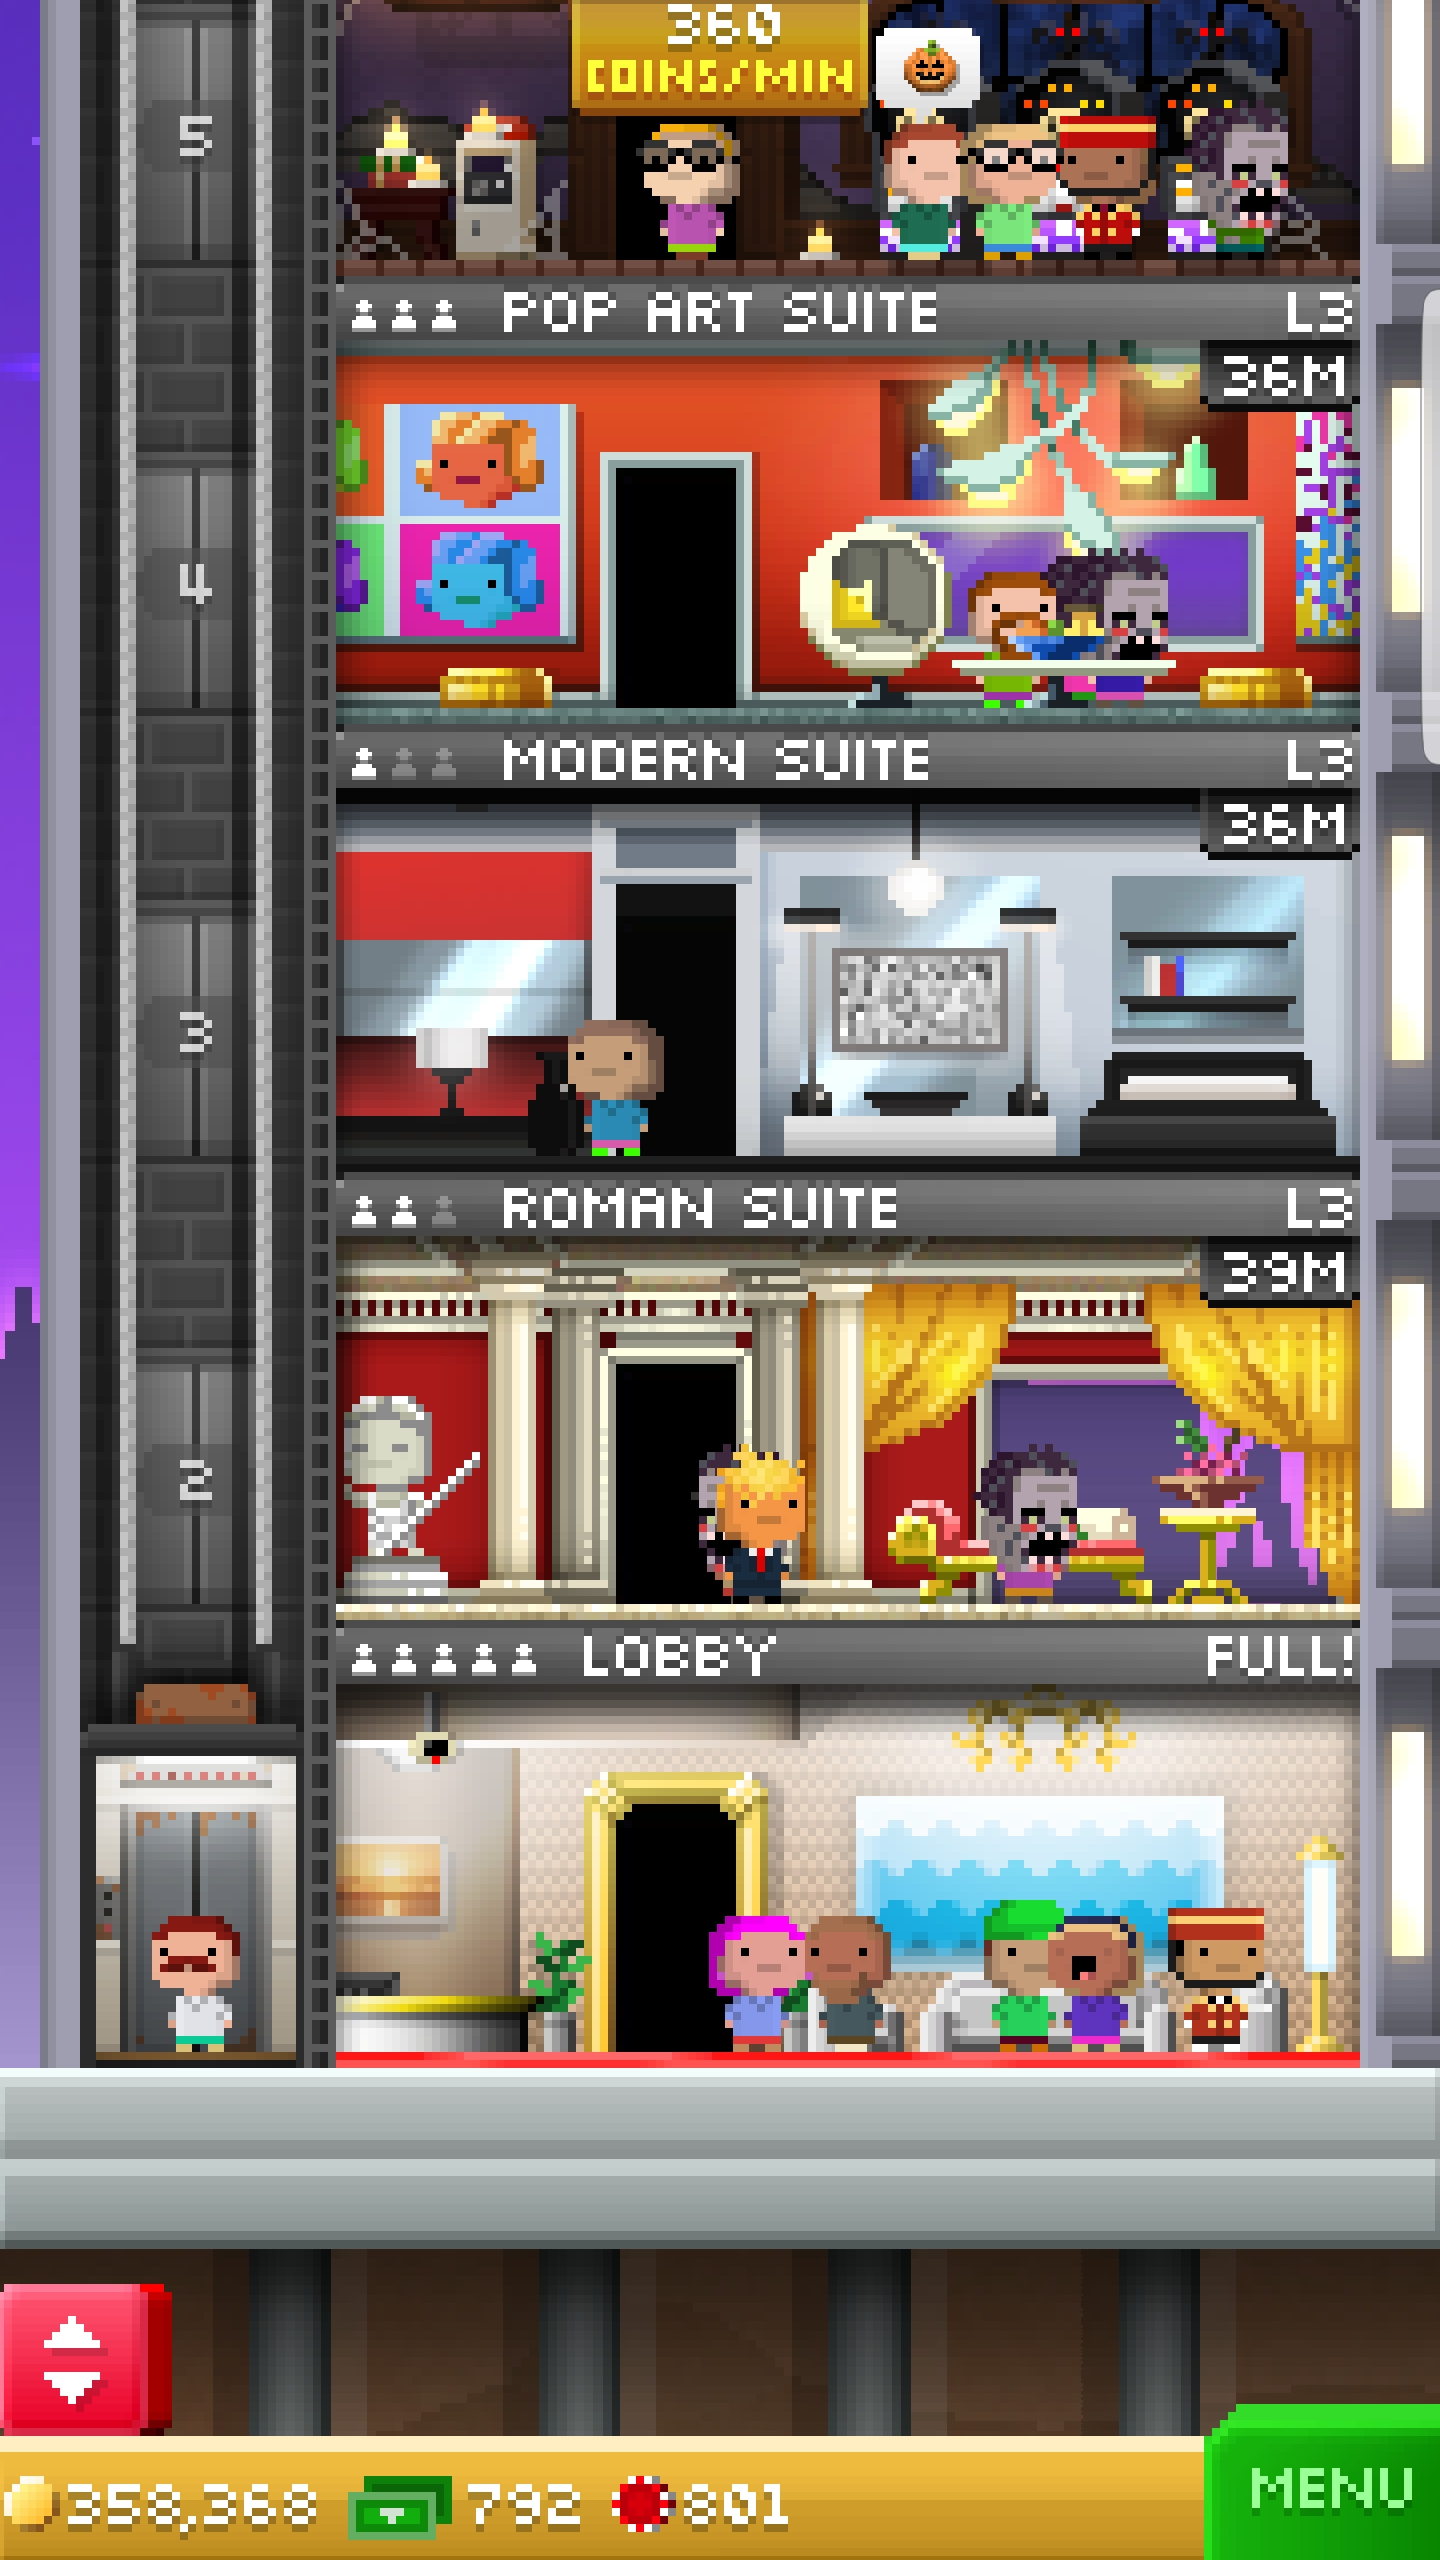 360
COINS/MIN
5
POP ART SUITE L3
36M
4
MODERN SUITE L3
36M
3
ROMAN SUITE L3
39M
2
LOBBY FULL!
358,368 792 801
MENU